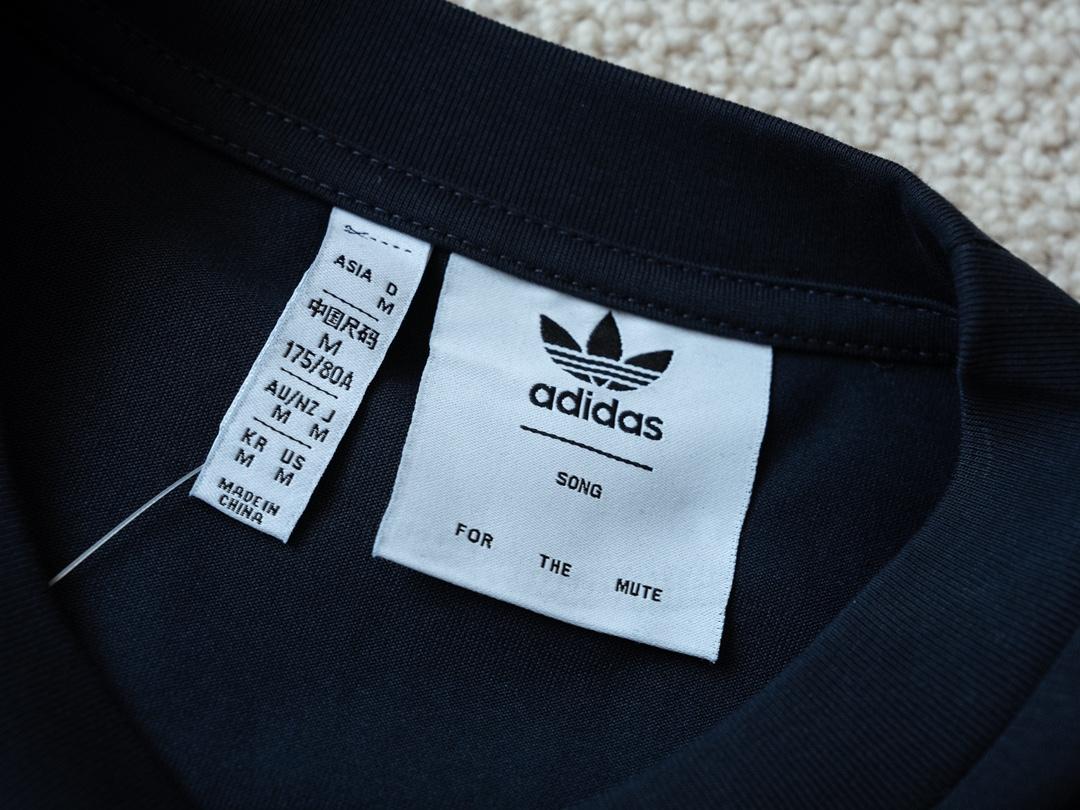 ASIA D
M
中国尺码
M
175/80A
AU/NZ J
M M
KR US
M M
MADE IN
CHINA
adidas
SONG
FOR THE MUTE